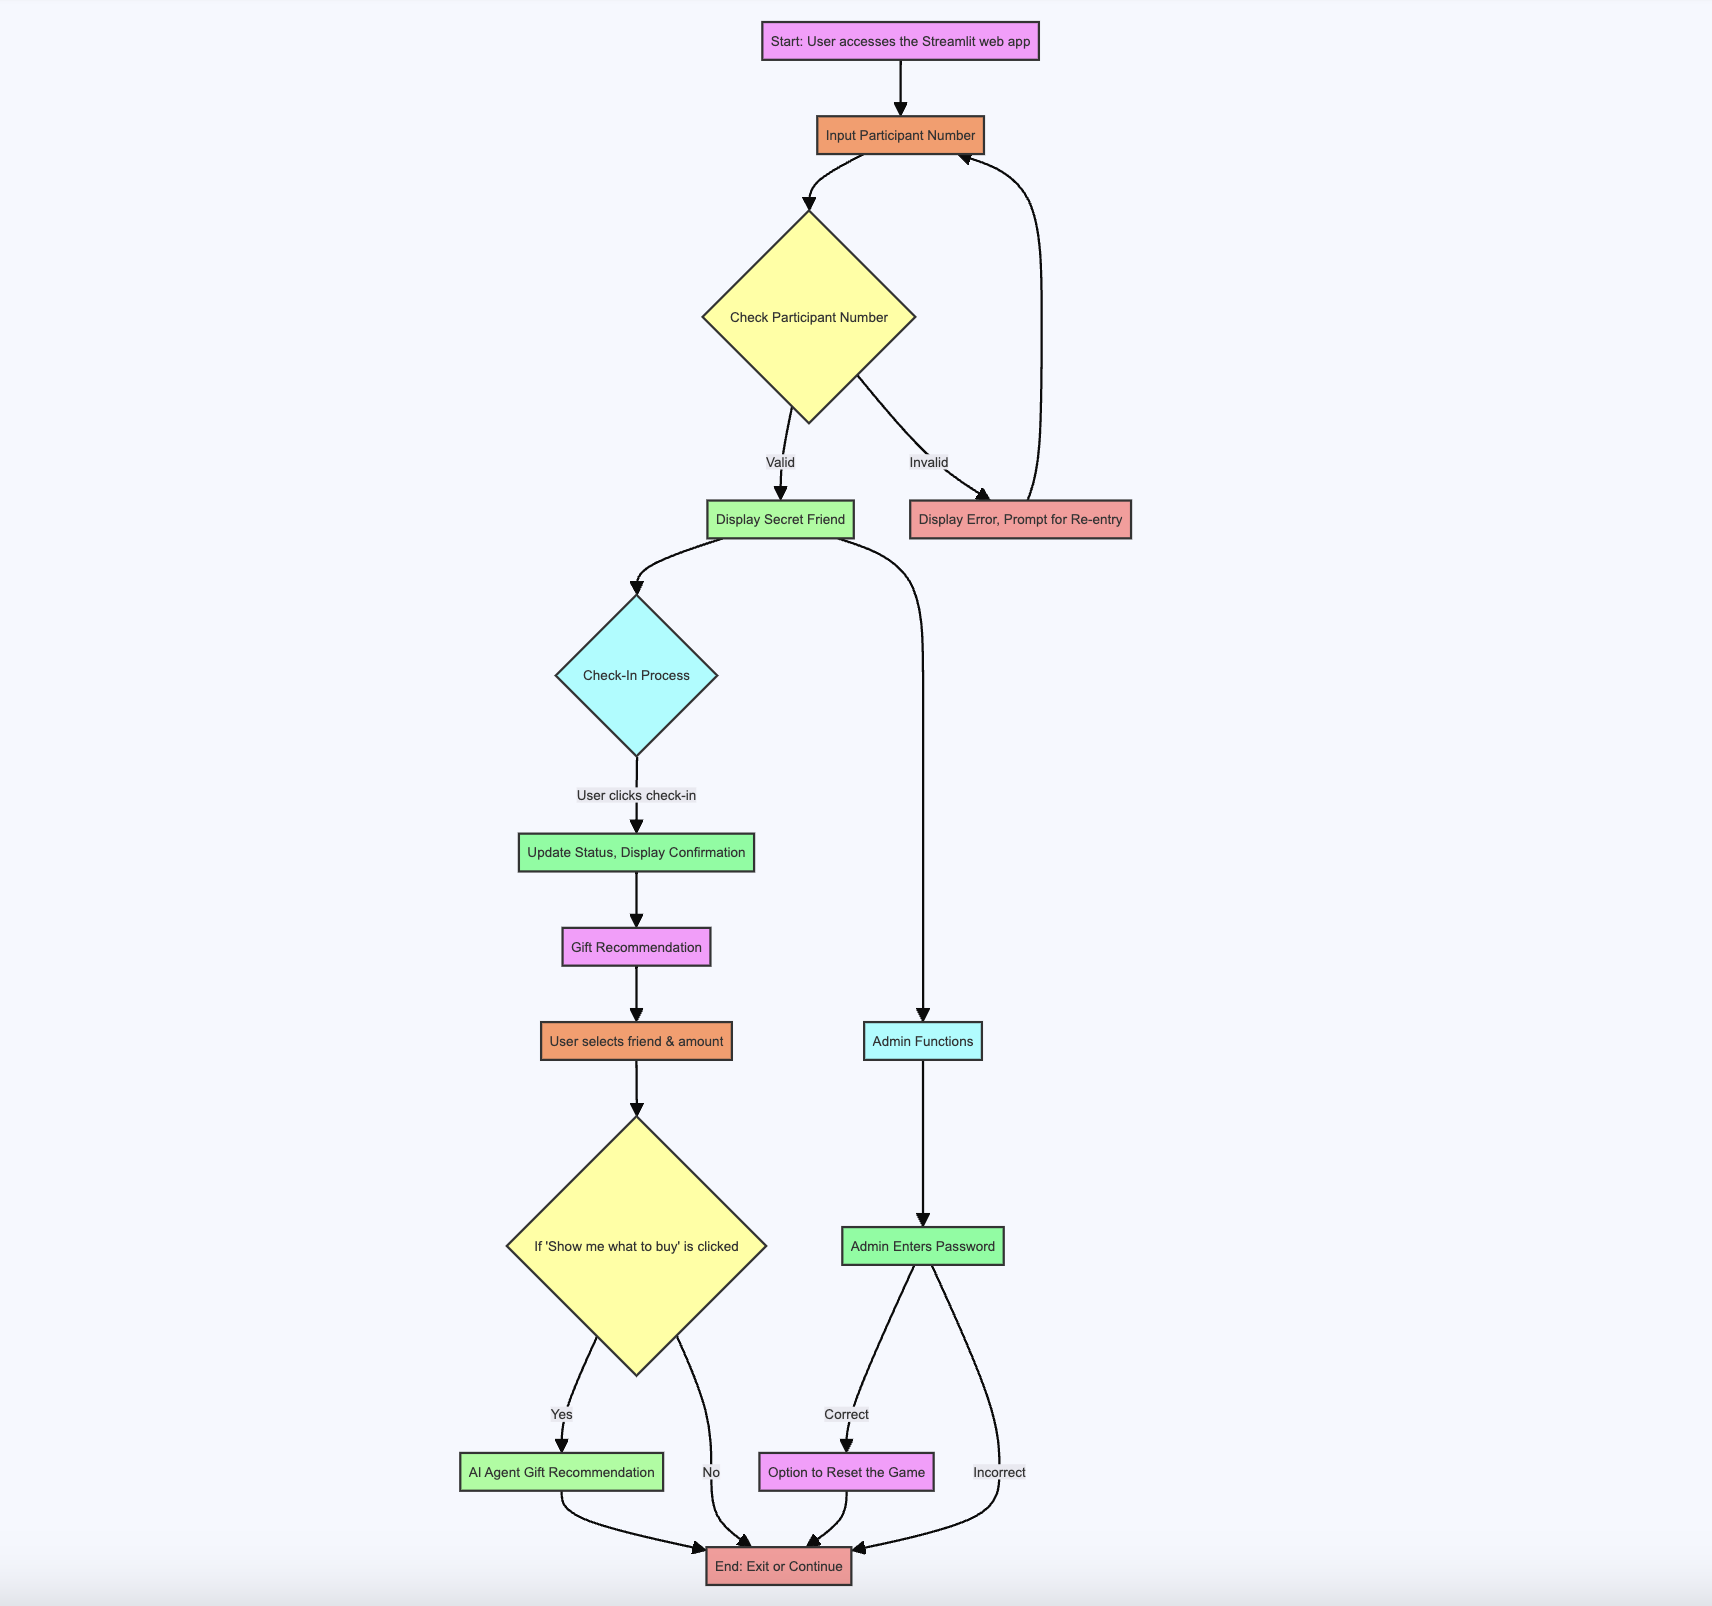 Start: User accesses the Streamlit web app
Input Participant Number
Check Participant Number
Valid
Invalid
Display Secret Friend
Display Error, Prompt for Re-entry
Check-In Process
User clicks check-in
Update Status, Display Confirmation
Gift Recommendation
User selects friend & amount
Admin Functions
If 'Show me what to buy' is clicked
Admin Enters Password
Yes
Correct
AI Agent Gift Recommendation
No
Option to Reset the Game
Incorrect
End: Exit or Continue